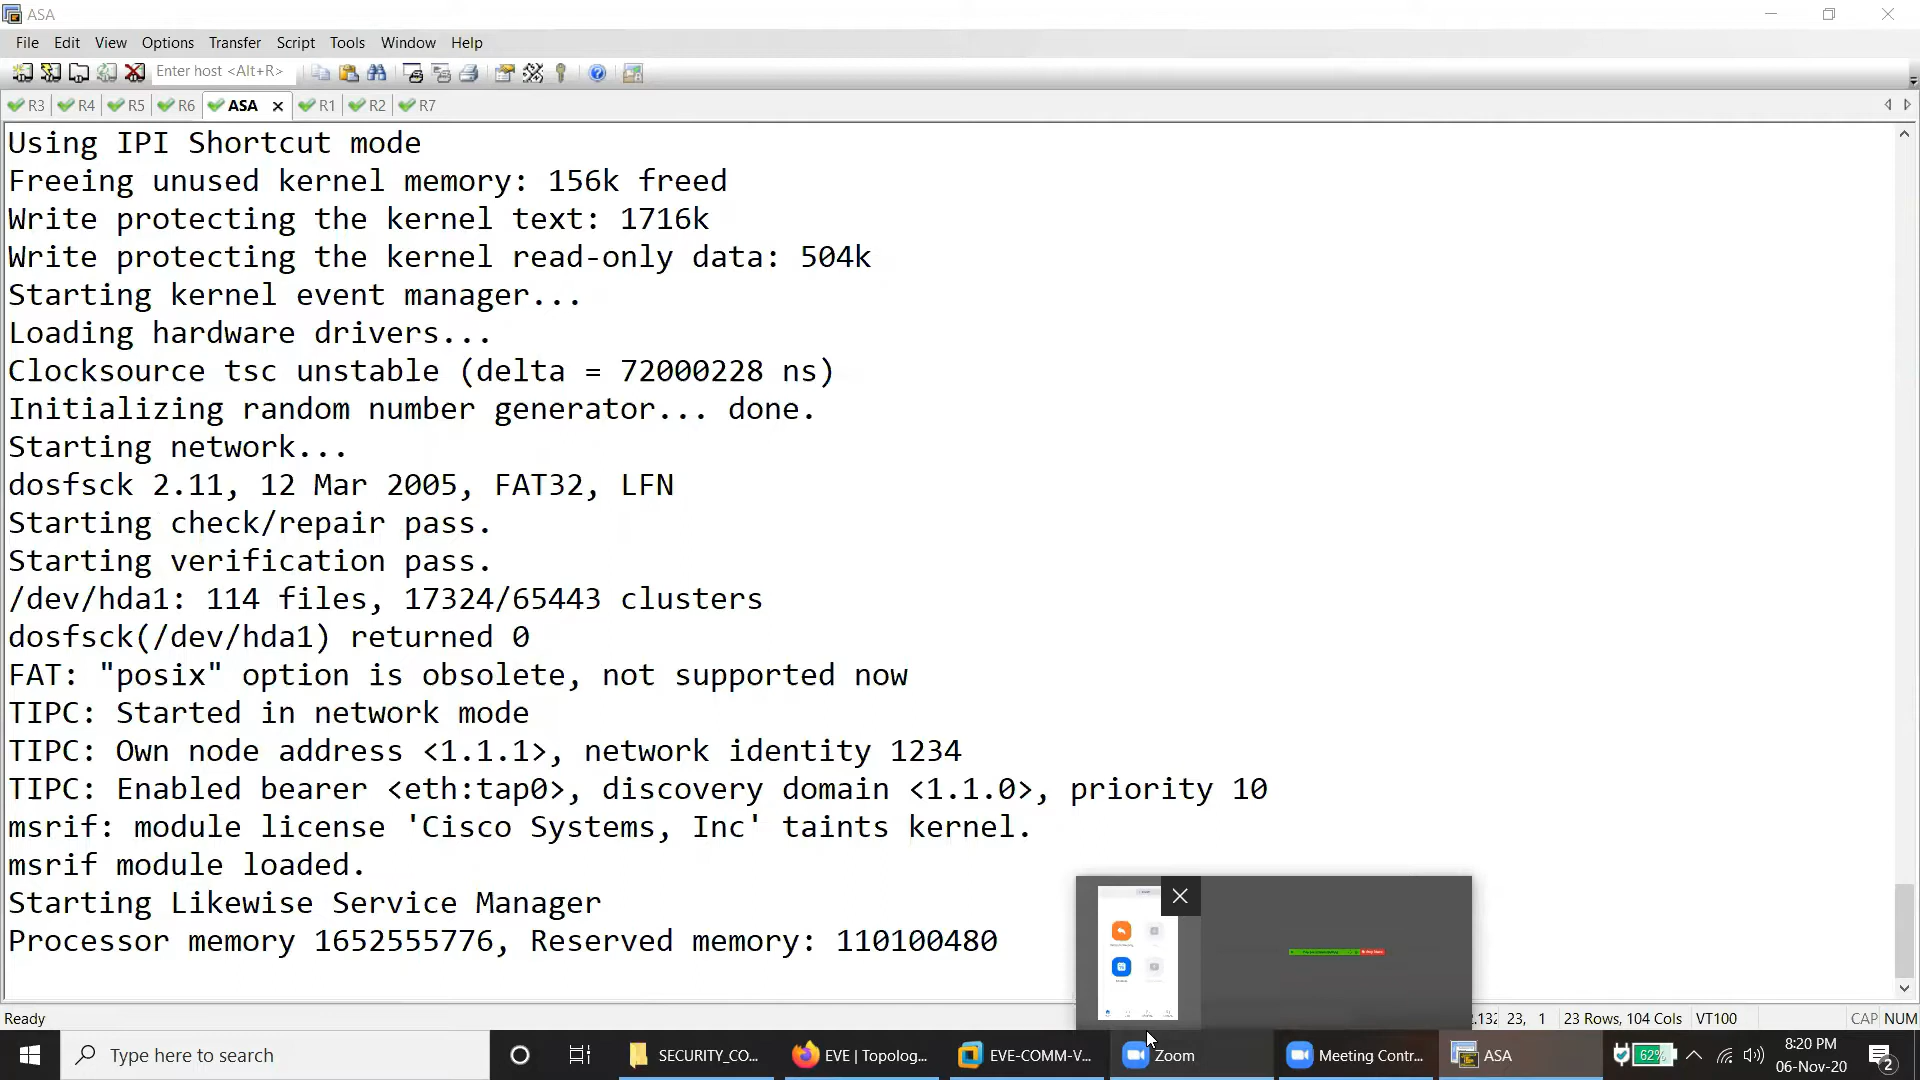 ASA
File Edit View Options Transfer Script Tools Window Help
Enter host <Alt+R>
R3 R4 R5 R6 ASA R1 R2 R7
Using IPI Shortcut mode
Freeing unused kernel memory: 156k freed
Write protecting the kernel text: 1716k
Write protecting the kernel read-only data: 504k
Starting kernel event manager...
Loading hardware drivers...
Clocksource tsc unstable (delta = 72000228 ns)
Initializing random number generator... done.
Starting network...
dosfsck 2.11, 12 Mar 2005, FAT32, LFN
Starting check/repair pass.
Starting verification pass.
/dev/hda1: 114 files, 17324/65443 clusters
dosfsck(/dev/hda1) returned 0
FAT: "posix" option is obsolete, not supported now
TIPC: Started in network mode
TIPC: Own node address <1.1.1>, network identity 1234
TIPC: Enabled bearer <eth:tap0>, discovery domain <1.1.0>, priority 10
msrif: module license 'Cisco Systems, Inc' taints kernel.
msrif module loaded.
Starting Likewise Service Manager
Processor memory 1652555776, Reserved memory: 110100480
Ready 23, 1 23 Rows, 104 Cols VT100 CAP NUM
Type here to search SECURITY_CO... EVE | Topolog... EVE-COMM-V... Zoom Meeting Contr... ASA 62% 8:20 PM
06-Nov-20 2